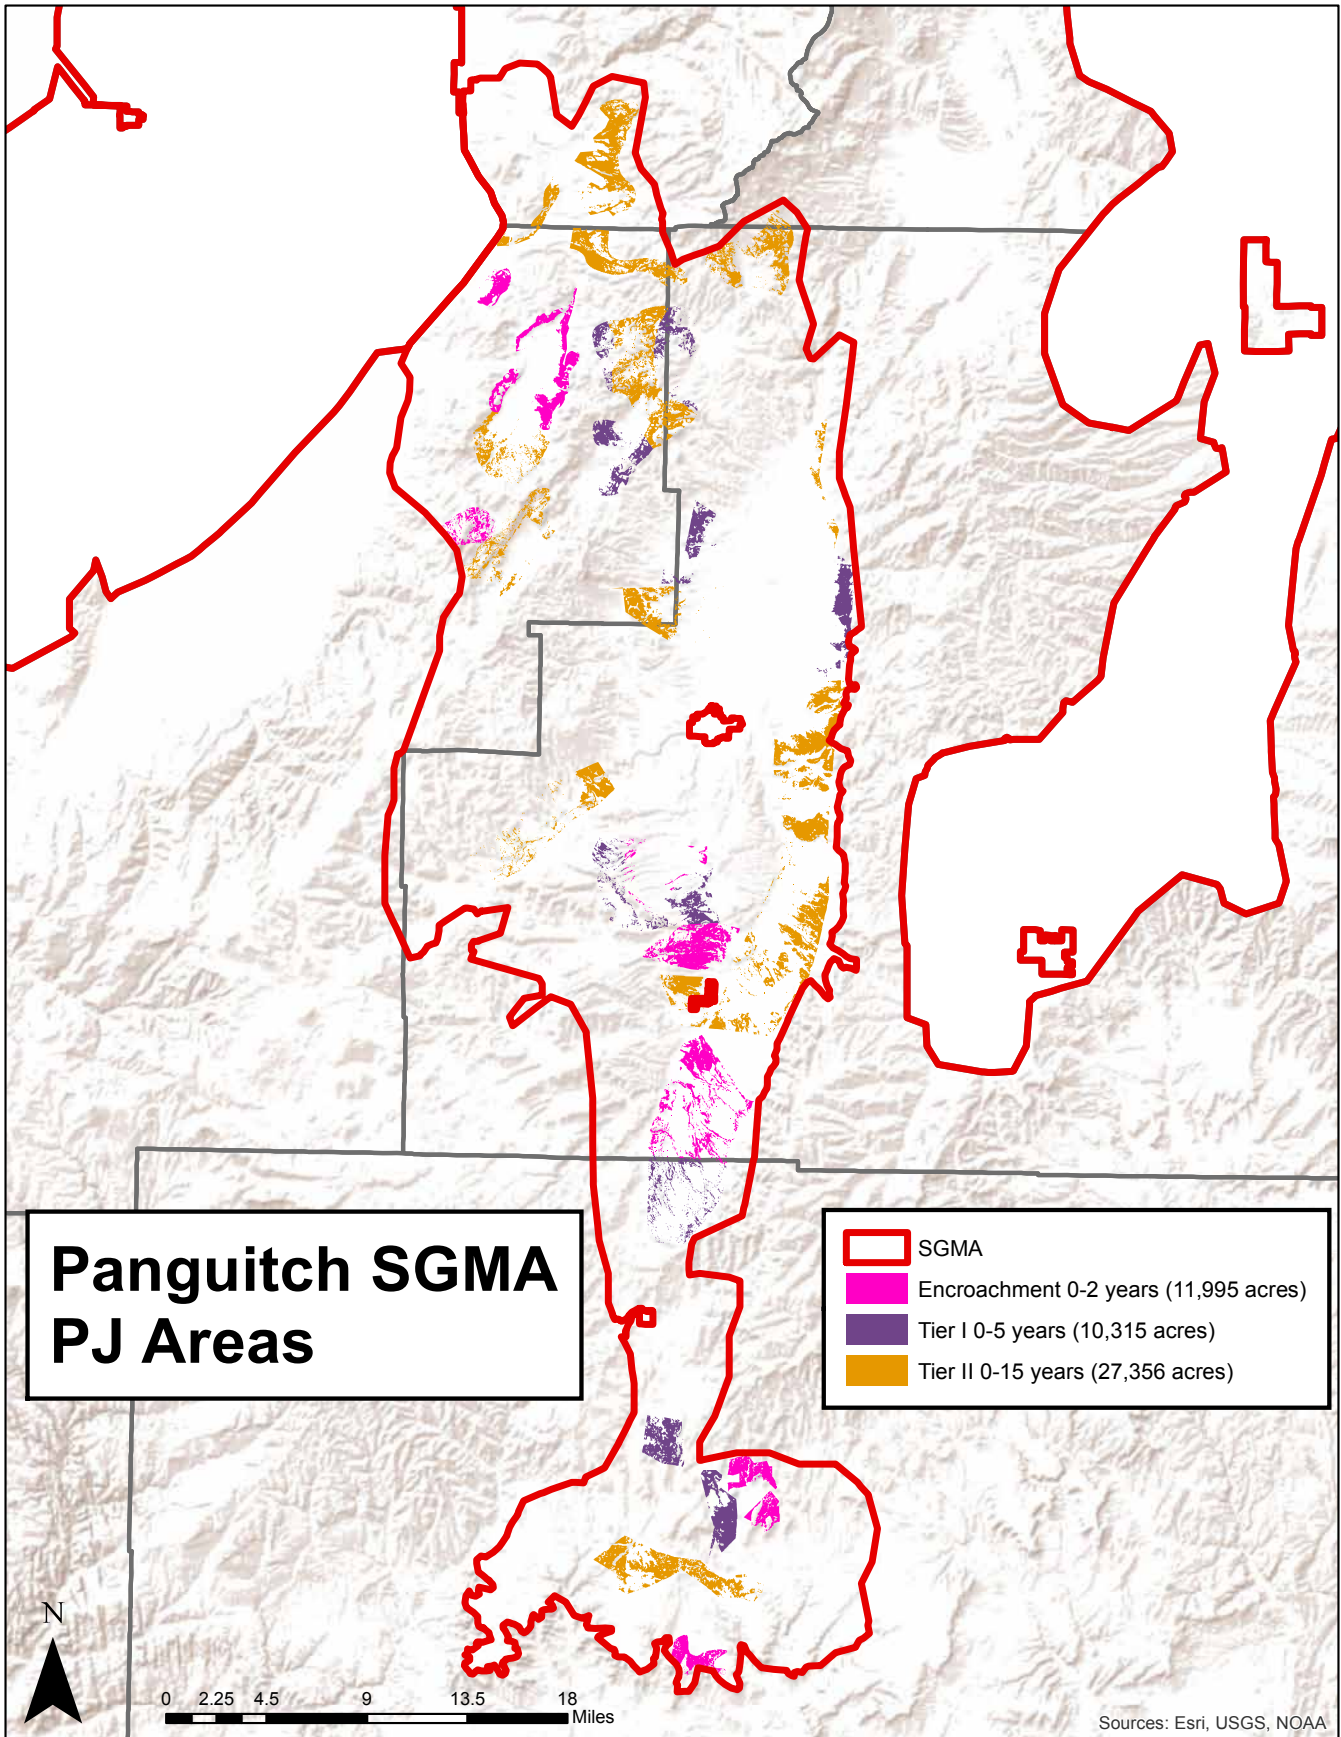 Panguitch SGMA
PJ Areas
SGMA
Encroachment 0-2 years (11,995 acres)
Tier I 0-5 years (10,315 acres)
Tier II 0-15 years (27,356 acres)
N
0 2.25 4.5 9 13.5 18
Miles
Sources: Esri, USGS, NOAA